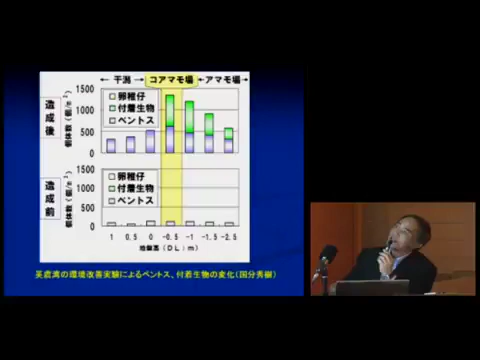 ← 干潟 → コアマモ場 ←アマモ場→
造成後
個体数(個/m²)
1500
1000
500
0
卵稚仔
付着生物
ベントス
造成前
個体数(個/m²)
1500
1000
500
0
卵稚仔
付着生物
ベントス
1 0.5 0 -0.5 -1 -1.5 -2.5
地盤高(DL:m)
英虞湾の環境改善実験によるベントス、付着生物の変化(国分秀樹)